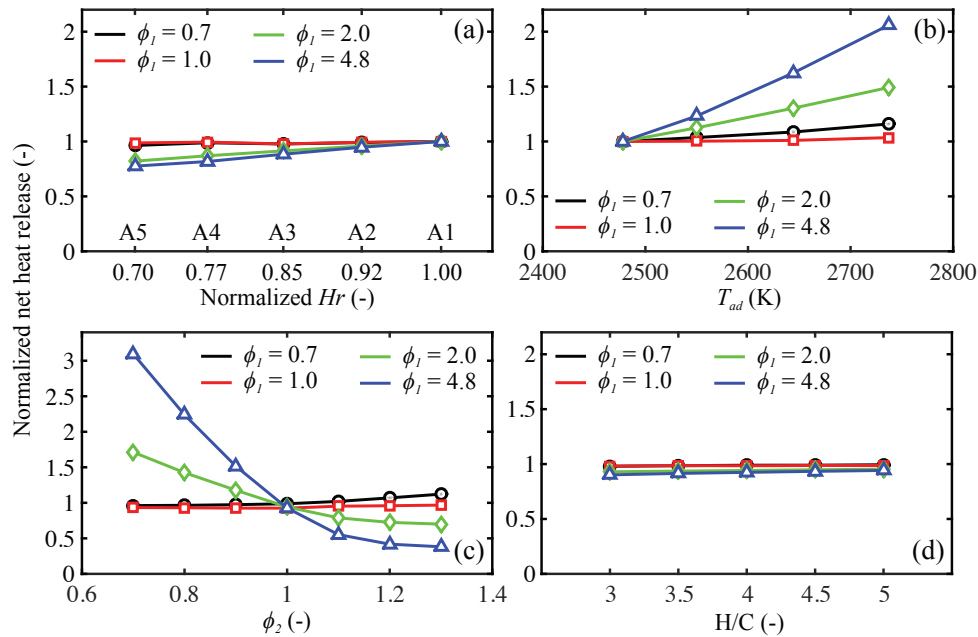 Normalized net heat release (-)
2
1.5
1
0.5
0
(a)
ϕ1 = 0.7
ϕ1 = 2.0
ϕ1 = 1.0
ϕ1 = 4.8
A5 A4 A3 A2 A1
0.70 0.77 0.85 0.92 1.00
Normalized Hr (-)
2
1.5
1
0.5
0
(b)
ϕ1 = 0.7
ϕ1 = 2.0
ϕ1 = 1.0
ϕ1 = 4.8
2400 2500 2600 2700 2800
Tad (K)
3
2.5
2
1.5
1
0.5
0
ϕ1 = 0.7
ϕ1 = 2.0
ϕ1 = 1.0
ϕ1 = 4.8
(c)
0.6 0.8 1 1.2 1.4
ϕ2 (-)
2
1.5
1
0.5
0
ϕ1 = 0.7
ϕ1 = 2.0
ϕ1 = 1.0
ϕ1 = 4.8
(d)
3 3.5 4 4.5 5
H/C (-)